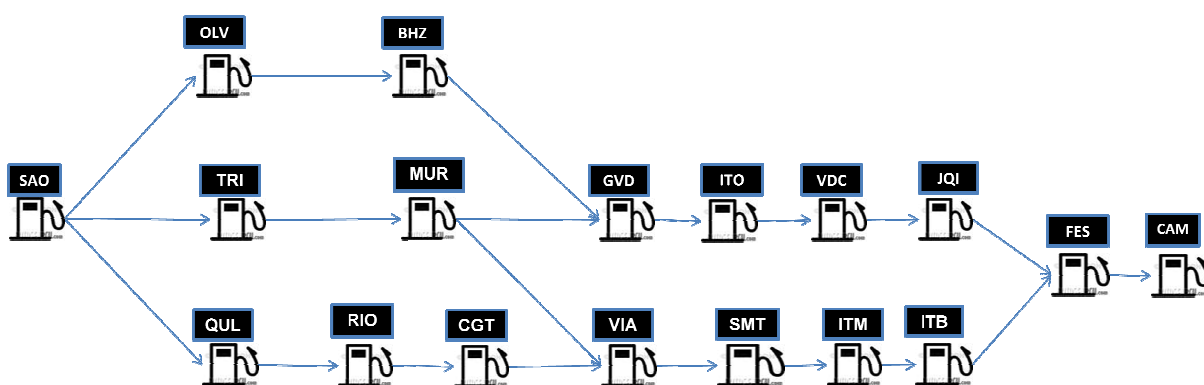 OLV
BHZ
SAO
TRI
MUR
GVD
ITO
VDC
JQI
FES
CAM
QUL
RIO
CGT
VIA
SMT
ITM
ITB